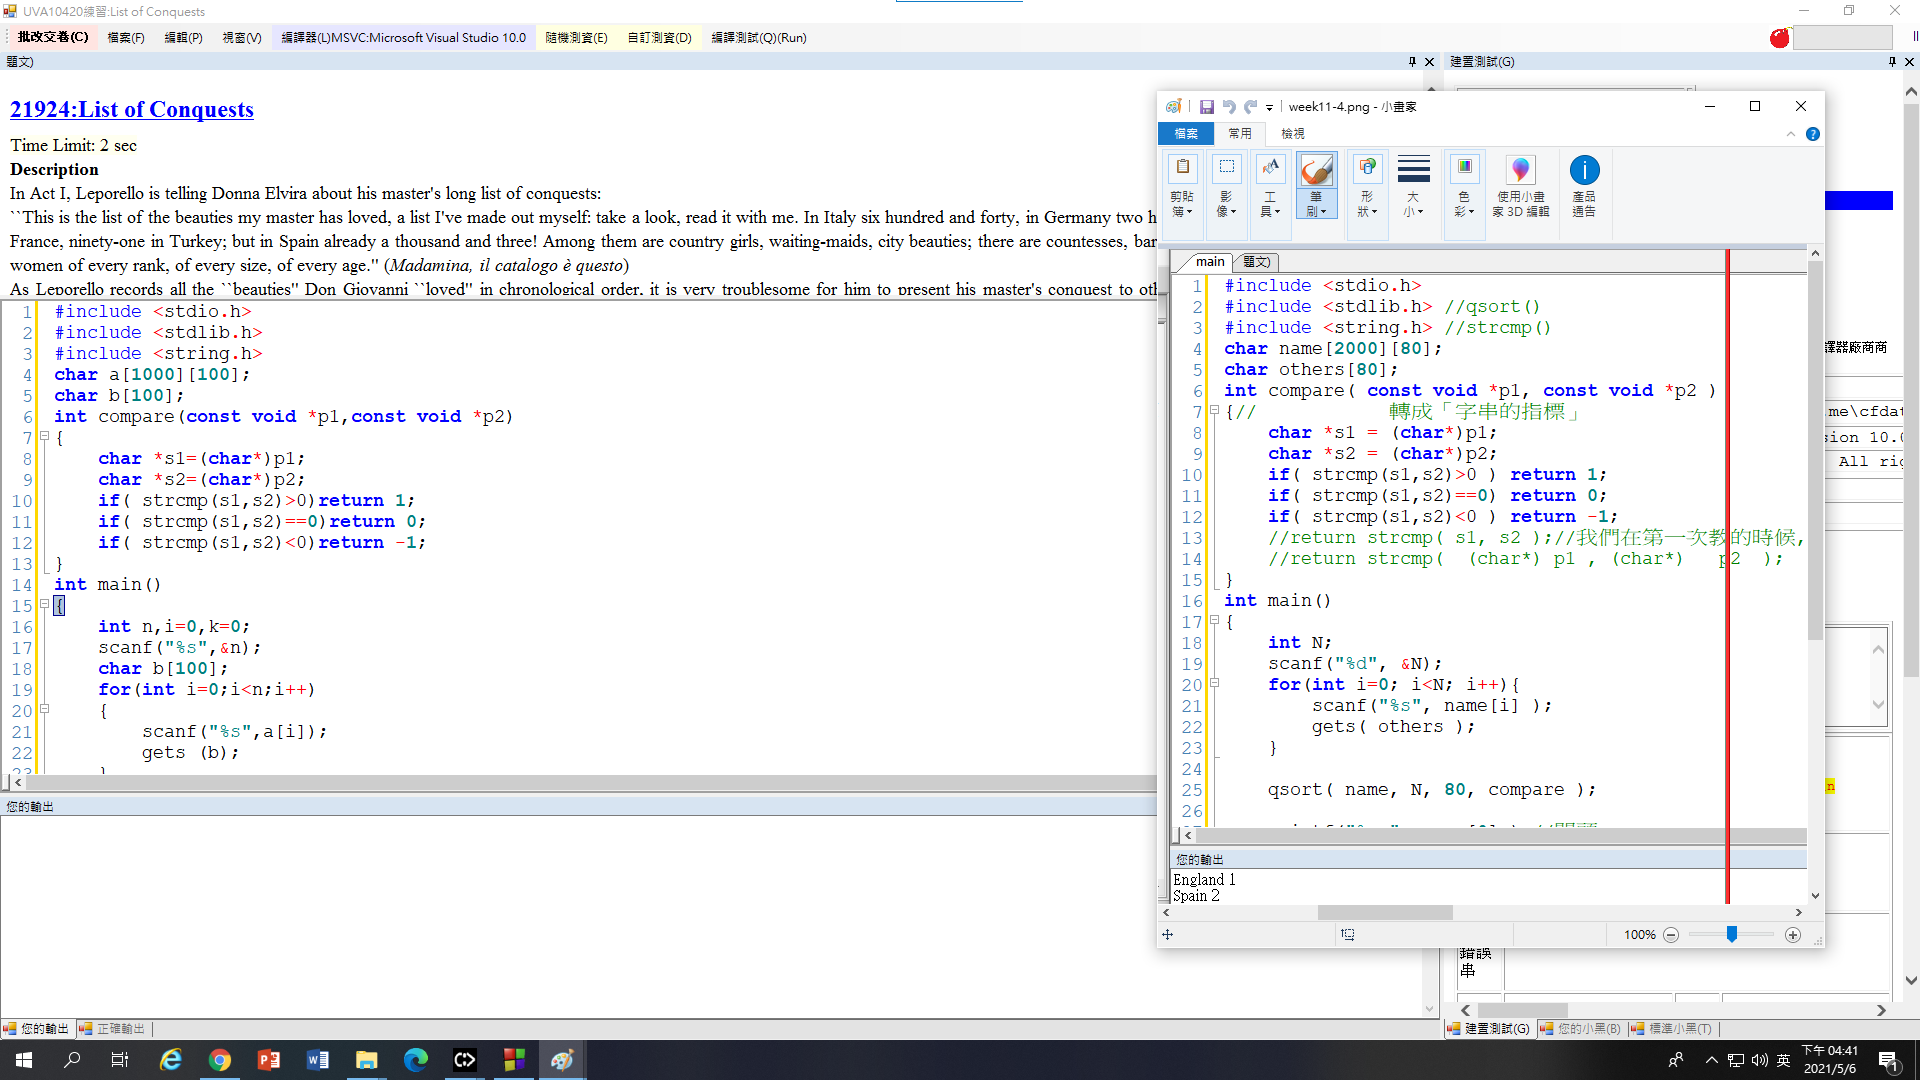 UVA10420練習:List of Conquests
批改交卷(C) 檔案(F) 編輯(P) 視窗(V) 編譯器(L)MSVC:Microsoft Visual Studio 10.0 隨機測資(E) 自訂測資(D) 編譯測試(Q)(Run)
題文)
21924:List of Conquests
Time Limit: 2 sec
Description
In Act I, Leporello is telling Donna Elvira about his master's long list of conquests:
``This is the list of the beauties my master has loved, a list I've made out myself: take a look, read it with me. In Italy six hundred and forty, in Germany two h
France, ninety-one in Turkey; but in Spain already a thousand and three! Among them are country girls, waiting-maids, city beauties; there are countesses, bar
women of every rank, of every size, of every age.'' (Madamina, il catalogo è questo)
As Leporello records all the ``beauties'' Don Giovanni ``loved'' in chronological order, it is very troublesome for him to present his master's conquest to oth
1 #include <stdio.h>
2 #include <stdlib.h>
3 #include <string.h>
4 char a[1000][100];
5 char b[100];
6 int compare(const void *p1,const void *p2)
7 {
8 char *s1=(char*)p1;
9 char *s2=(char*)p2;
10 if( strcmp(s1,s2)>0)return 1;
11 if( strcmp(s1,s2)==0)return 0;
12 if( strcmp(s1,s2)<0)return -1;
13 }
14 int main()
15 {
16 int n,i=0,k=0;
17 scanf("%s",&n);
18 char b[100];
19 for(int i=0;i<n;i++)
20 {
21 scanf("%s",a[i]);
22 gets (b);
23 }
您的輸出
您的輸出 正確輸出
week11-4.png - 小畫家
檔案 常用 檢視
剪貼簿 影像 工具 筆刷 形狀 大小 色彩 使用小畫家 3D 編輯 產品通告
main 題文)
1 #include <stdio.h>
2 #include <stdlib.h> //qsort()
3 #include <string.h> //strcmp()
4 char name[2000][80];
5 char others[80];
6 int compare( const void *p1, const void *p2 )
7 {// 轉成「字串的指標」
8 char *s1 = (char*)p1;
9 char *s2 = (char*)p2;
10 if( strcmp(s1,s2)>0 ) return 1;
11 if( strcmp(s1,s2)==0) return 0;
12 if( strcmp(s1,s2)<0 ) return -1;
13 //return strcmp( s1, s2 );//我們在第一次教的時候,
14 //return strcmp( (char*) p1 , (char*) p2 );
15 }
16 int main()
17 {
18 int N;
19 scanf("%d", &N);
20 for(int i=0; i<N; i++){
21 scanf("%s", name[i] );
22 gets( others );
23 }
24
25 qsort( name, N, 80, compare );
26
您的輸出
England 1
Spain 2
100%
建置測試(G)
譯器廠商商
me\cfdat
sion 10.0
All rig
n
錯誤
串
建置測試(G) 您的小黑(B) 標準小黑(T)
英
下午 04:41
2021/5/6
1